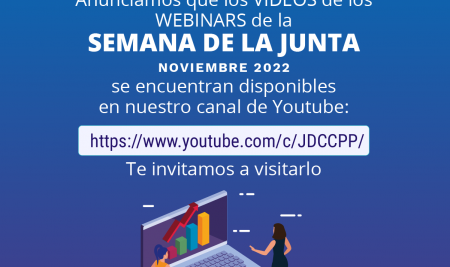 Anunciamos que los VIDEOS de los
WEBINARS de la
SEMANA DE LA JUNTA
NOVIEMBRE 2022
se encuentran disponibles
en nuestro canal de Youtube:
https://www.youtube.com/c/JDCCPP/
Te invitamos a visitarlo